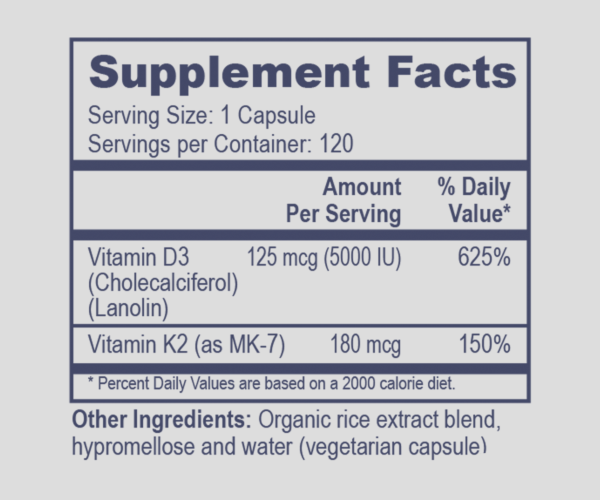 Supplement Facts
Serving Size: 1 Capsule
Servings per Container: 120
Amount % Daily
Per Serving Value*
Vitamin D3 125 mcg (5000 IU) 625%
(Cholecalciferol)
(Lanolin)
Vitamin K2 (as MK-7) 180 mcg 150%
* Percent Daily Values are based on a 2000 calorie diet.
Other Ingredients: Organic rice extract blend,
hypromellose and water (vegetarian capsule)